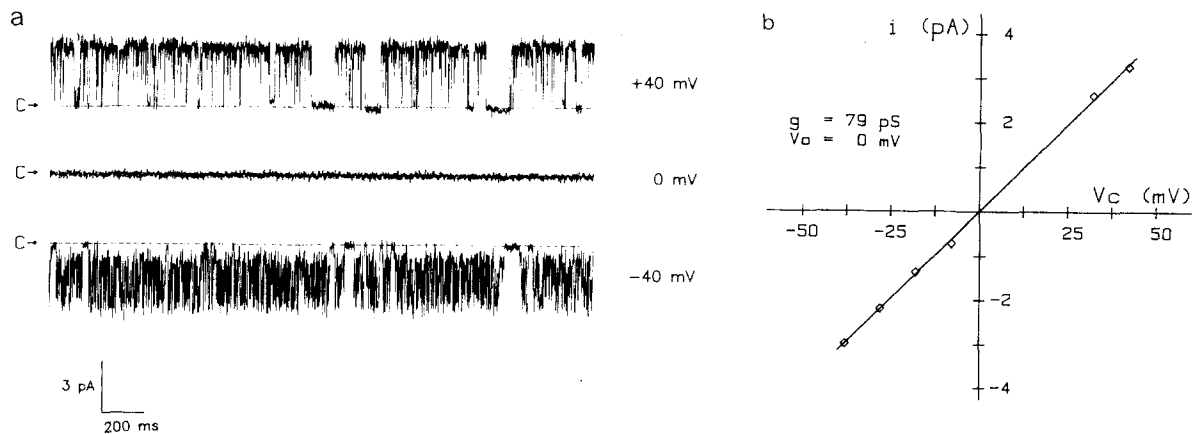 a
C→
+40 mV
C→
0 mV
C→
−40 mV
3 pA
200 ms
b
i (pA)
4
2
g = 79 pS
Vo = 0 mV
Vc (mV)
−50
−25
25
50
−2
−4